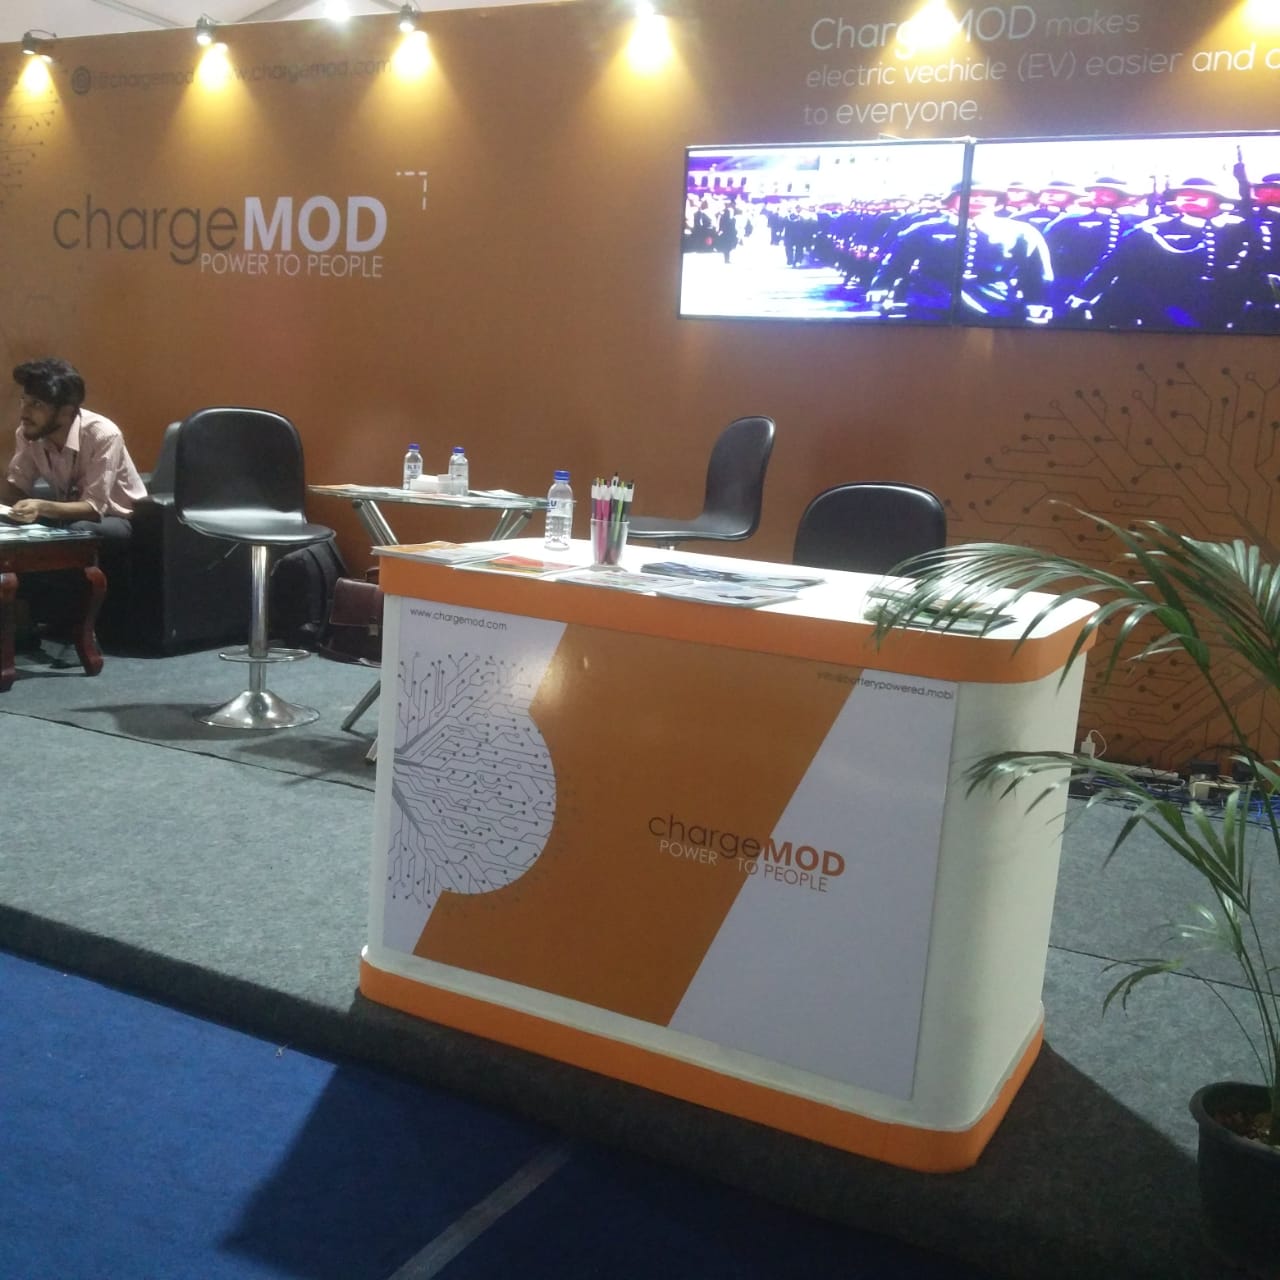 ChargeMOD makes
electric vechicle (EV) easier and
to everyone.
@chargemod www.chargemod.com
chargeMOD
POWER TO PEOPLE
www.chargemod.com
chargeMOD
POWER TO PEOPLE